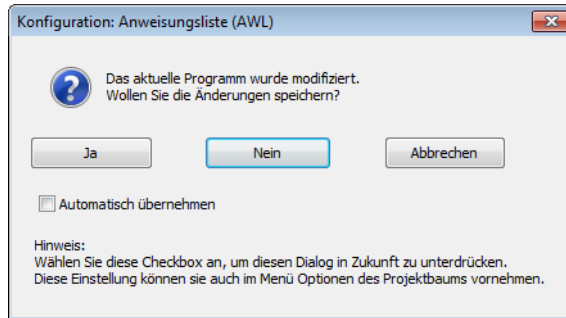 Konfiguration: Anweisungsliste (AWL)
Das aktuelle Programm wurde modifiziert.
Wollen Sie die Änderungen speichern?
Ja
Nein
Abbrechen
Automatisch übernehmen
Hinweis:
Wählen Sie diese Checkbox an, um diesen Dialog in Zukunft zu unterdrücken.
Diese Einstellung können sie auch im Menü Optionen des Projektbaums vornehmen.